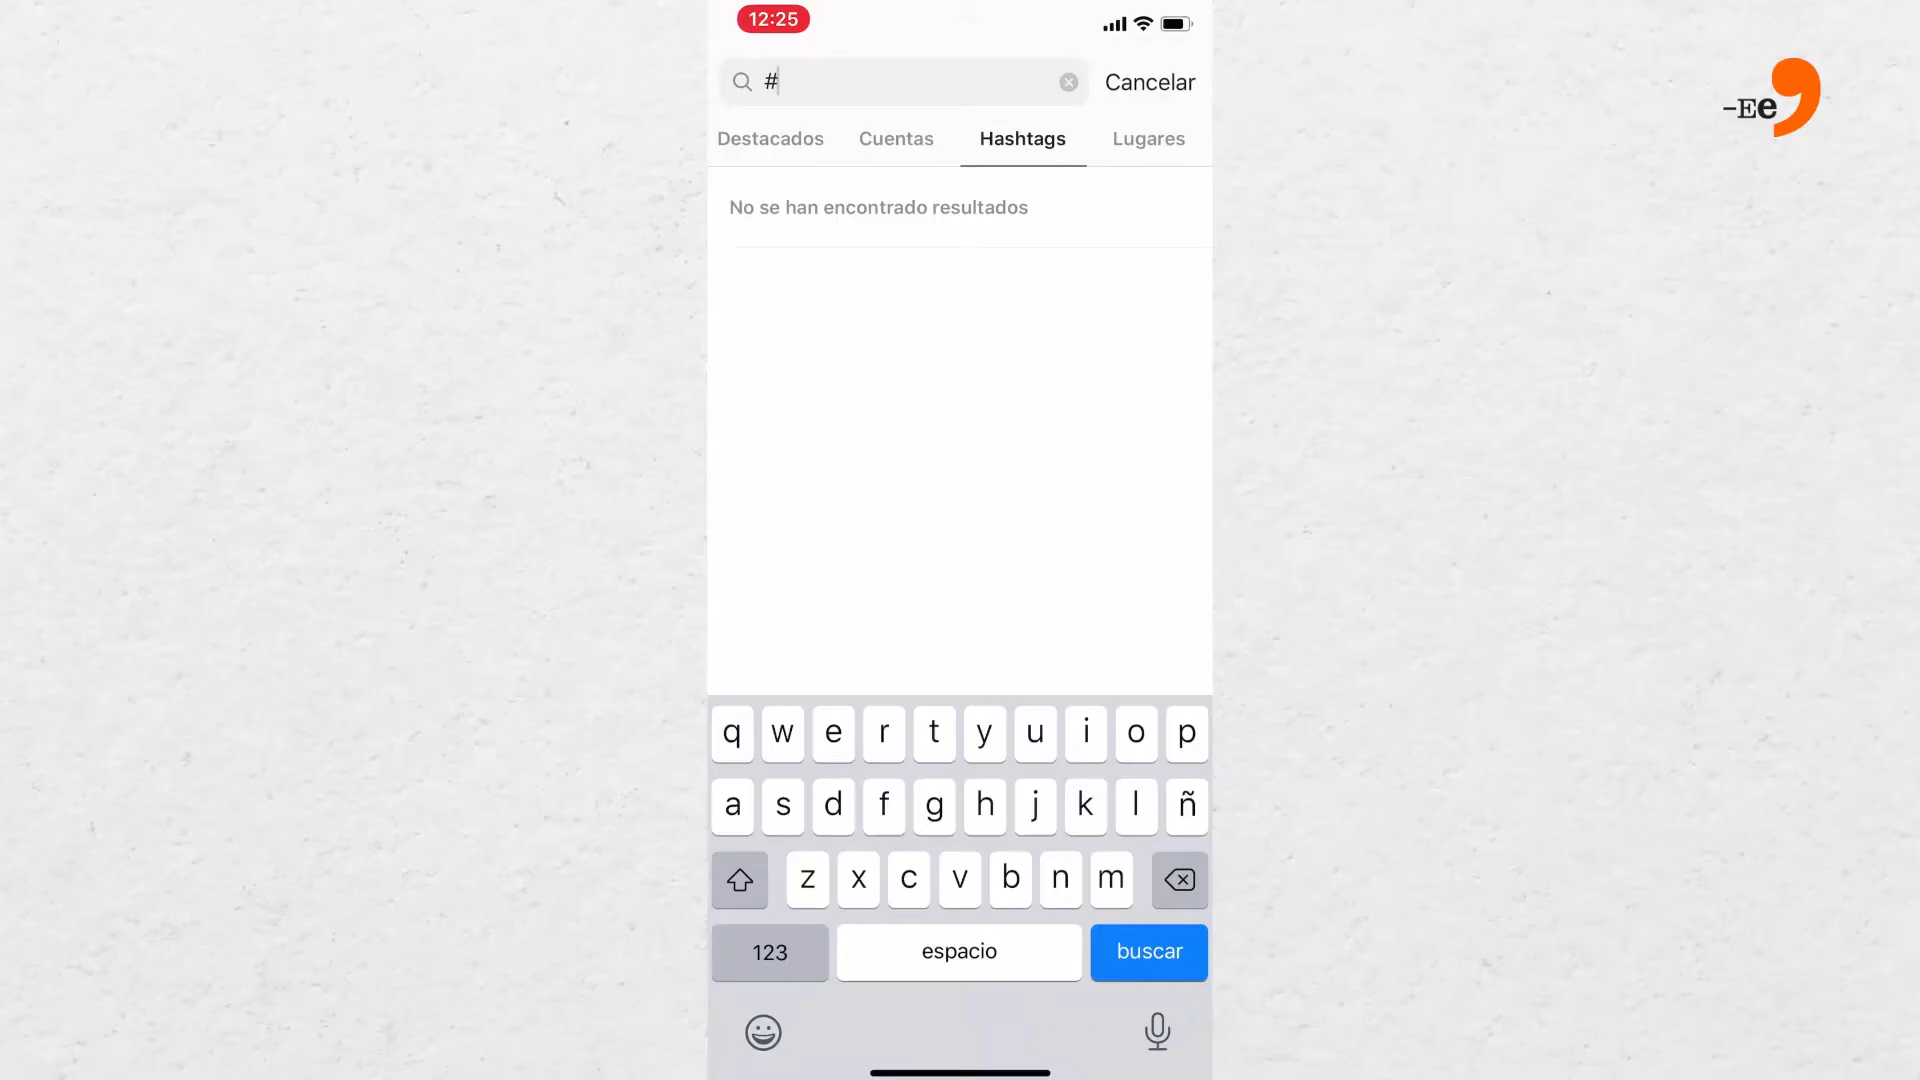 12:25
#
Cancelar
Destacados Cuentas Hashtags Lugares
No se han encontrado resultados
-Ee
q w e r t y u i o p
a s d f g h j k l ñ
z x c v b n m
123 espacio buscar